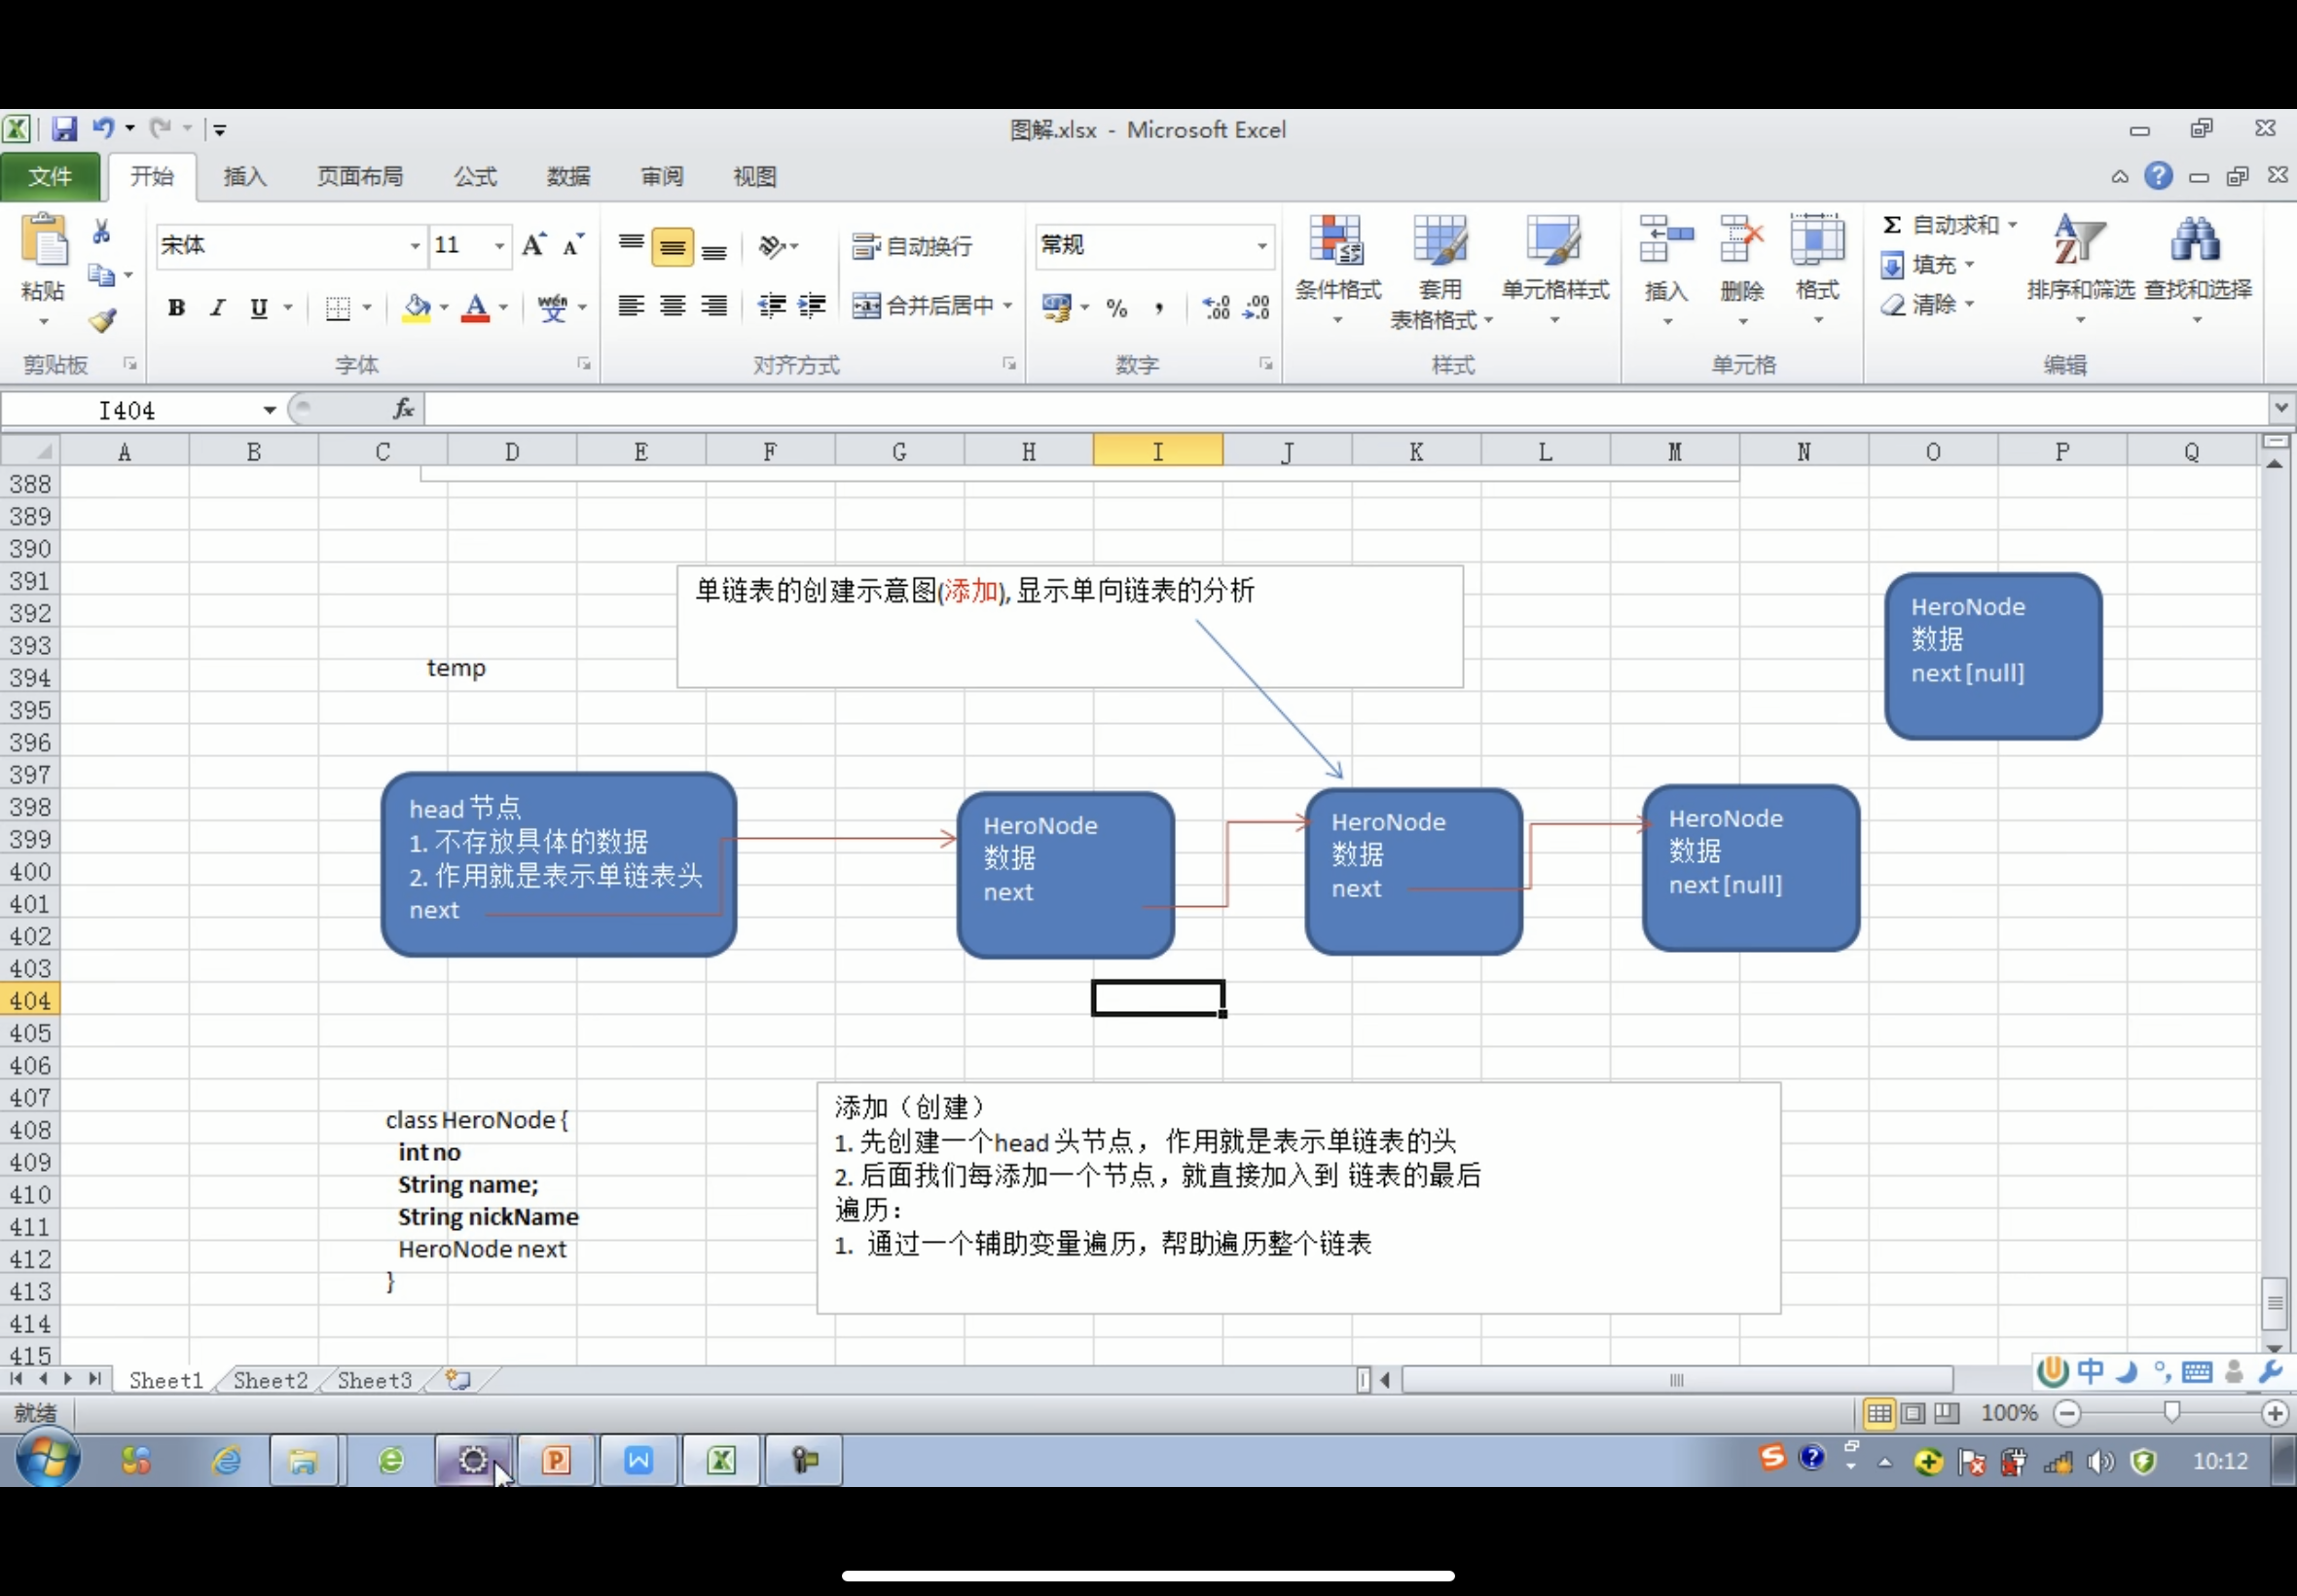 图解.xlsx - Microsoft Excel
文件 开始 插入 页面布局 公式 数据 审阅 视图
宋体 11 自动换行 常规 条件格式 套用表格格式 单元格样式 插入 删除 格式 Σ 自动求和 排序和筛选 查找和选择
粘贴 B I U A wén 文 合并后居中 % , .0 .00 填充 清除
剪贴板 字体 对齐方式 数字 样式 单元格 编辑
I404 fx
A B C D E F G H I J K L M N O P Q
388
389
390
391
392
393
394
395
396
397
398
399
400
401
402
403
404
405
406
407
408
409
410
411
412
413
414
415
单链表的创建示意图(添加), 显示单向链表的分析
temp
HeroNode
数据
next [null]
head 节点
1. 不存放具体的数据
2. 作用就是表示单链表头
next
HeroNode
数据
next
HeroNode
数据
next
HeroNode
数据
next [null]
class HeroNode {
int no
String name;
String nickName
HeroNode next
}
添加（创建）
1. 先创建一个head 头节点， 作用就是表示单链表的头
2. 后面我们每添加一个节点，就直接加入到 链表的最后
遍历：
1. 通过一个辅助变量遍历，帮助遍历整个链表
Sheet1 Sheet2 Sheet3
中
就绪 100%
10:12